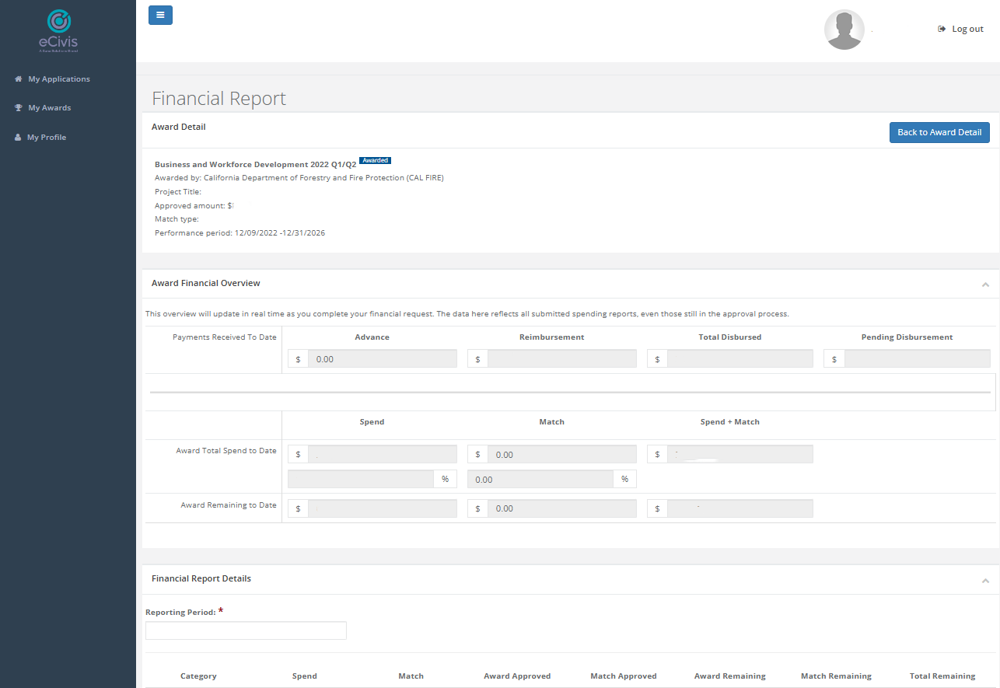 eCivis
Log out
My Applications
My Awards
My Profile
Financial Report
Award Detail
Back to Award Detail
Business and Workforce Development 2022 Q1/Q2 Awarded
Awarded by: California Department of Forestry and Fire Protection (CAL FIRE)
Project Title:
Approved amount: $
Match type:
Performance period: 12/09/2022 -12/31/2026
Award Financial Overview
This overview will update in real time as you complete your financial request. The data here reflects all submitted spending reports, even those still in the approval process.
Payments Received To Date Advance Reimbursement Total Disbursed Pending Disbursement
$ 0.00 $ $ $
Spend Match Spend + Match
Award Total Spend to Date
$ $ 0.00 $
% 0.00 %
Award Remaining to Date
$ $ 0.00 $
Financial Report Details
Reporting Period: *
Category Spend Match Award Approved Match Approved Award Remaining Match Remaining Total Remaining